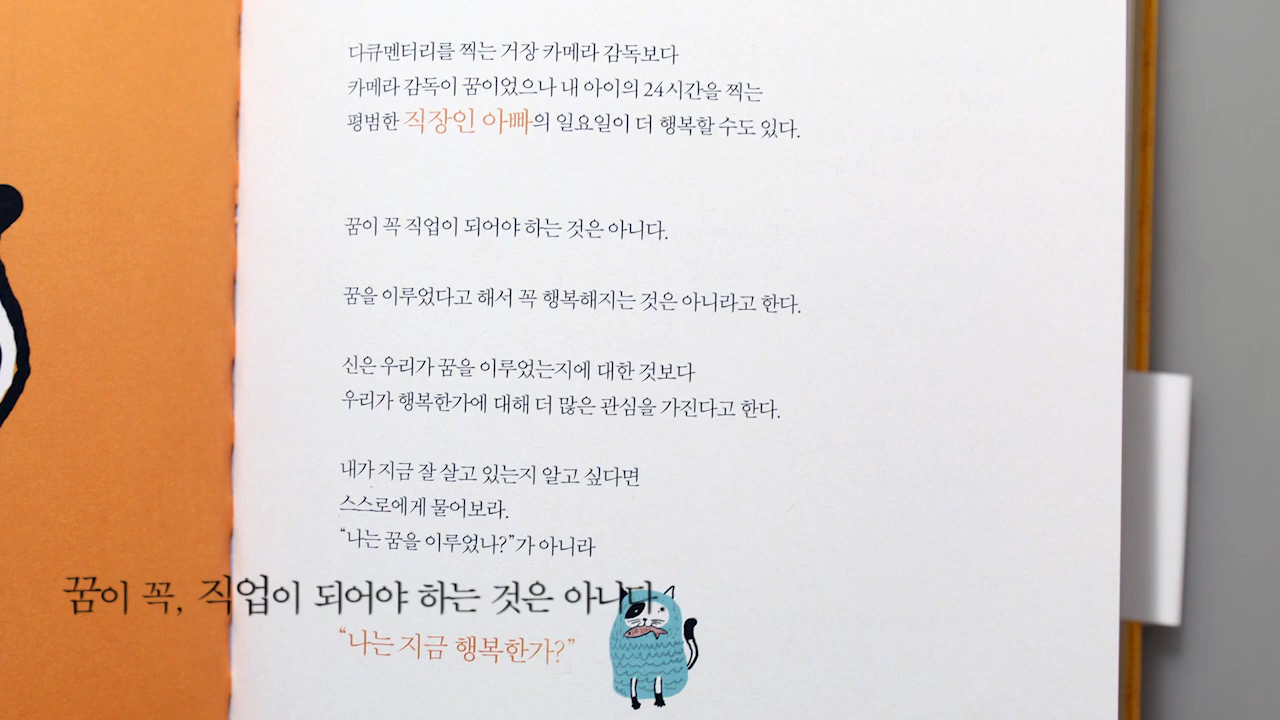 다큐멘터리를 찍는 거장 카메라 감독보다
카메라 감독이 꿈이었으나 내 아이의 24시간을 찍는
평범한 직장인 아빠의 일요일이 더 행복할 수도 있다.
꿈이 꼭 직업이 되어야 하는 것은 아니다.
꿈을 이루었다고 해서 꼭 행복해지는 것은 아니라고 한다.
신은 우리가 꿈을 이루었는지에 대한 것보다
우리가 행복한가에 대해 더 많은 관심을 가진다고 한다.
내가 지금 잘 살고 있는지 알고 싶다면
스스로에게 물어보라.
“나는 꿈을 이루었나?”가 아니라
꿈이 꼭, 직업이 되어야 하는 것은 아니다.
“나는 지금 행복한가?”